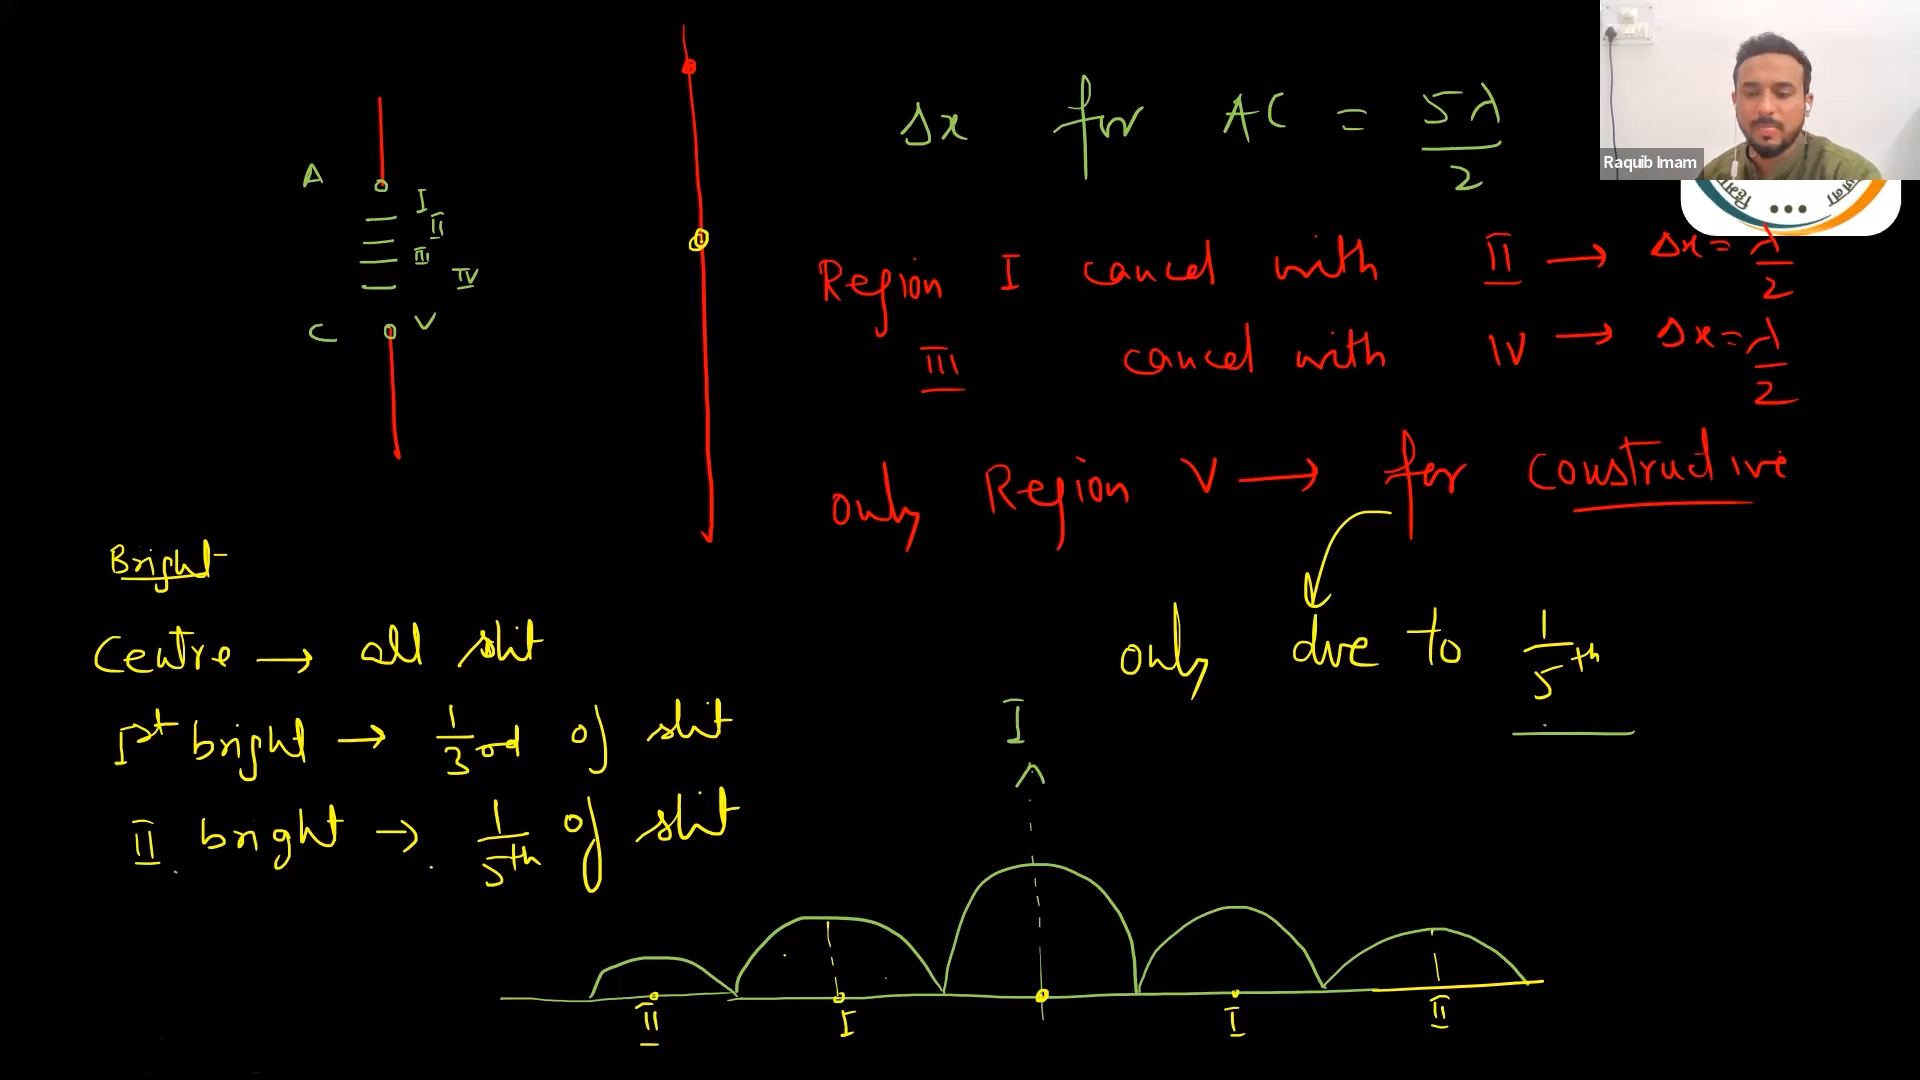 Δx for AC = 5λ/2
Raquib Imam
A
I
II
III
IV
C
V
Region I cancel with II → Δx = λ/2
III cancel with IV → Δx = λ/2
only Region V → for constructive
only due to 1/5th
Bright
Centre → all slit
Ist bright → 1/3rd of slit
II bright → 1/5th of slit
I
II
I
I
II